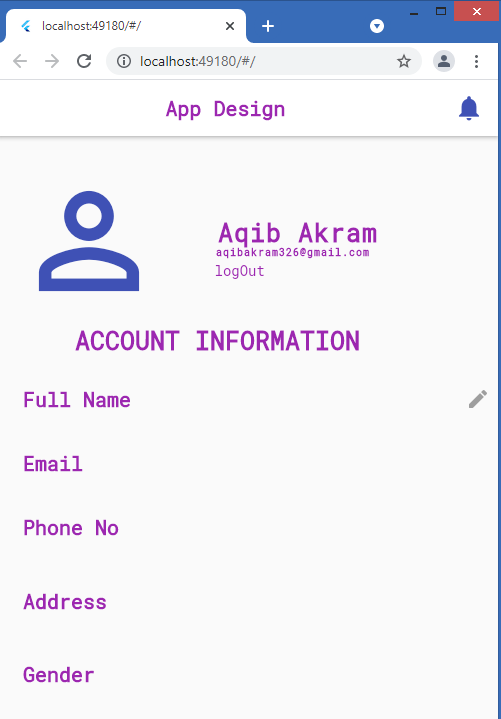 localhost:49180/#/
localhost:49180/#/
App Design
Aqib Akram
aqibakram326@gmail.com
logOut
ACCOUNT INFORMATION
Full Name
Email
Phone No
Address
Gender